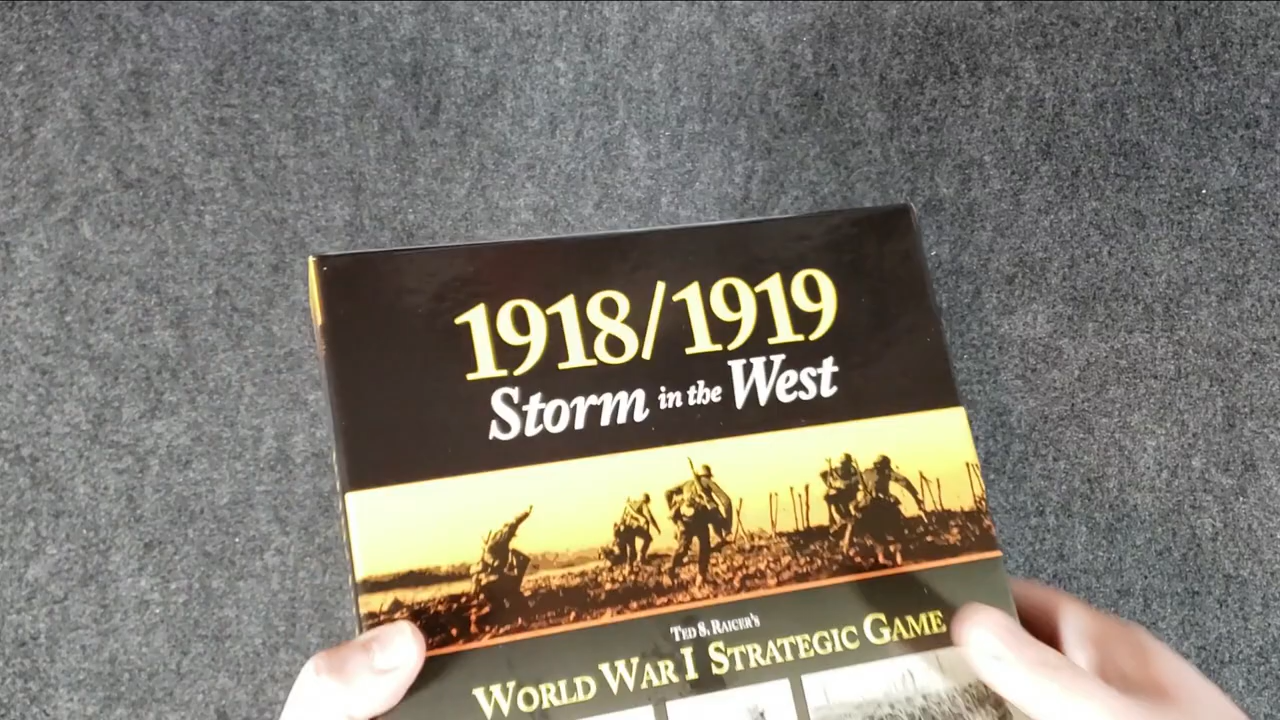 1918/1919
Storm in the West
Ted S. Raicer's
World War I Strategic Game